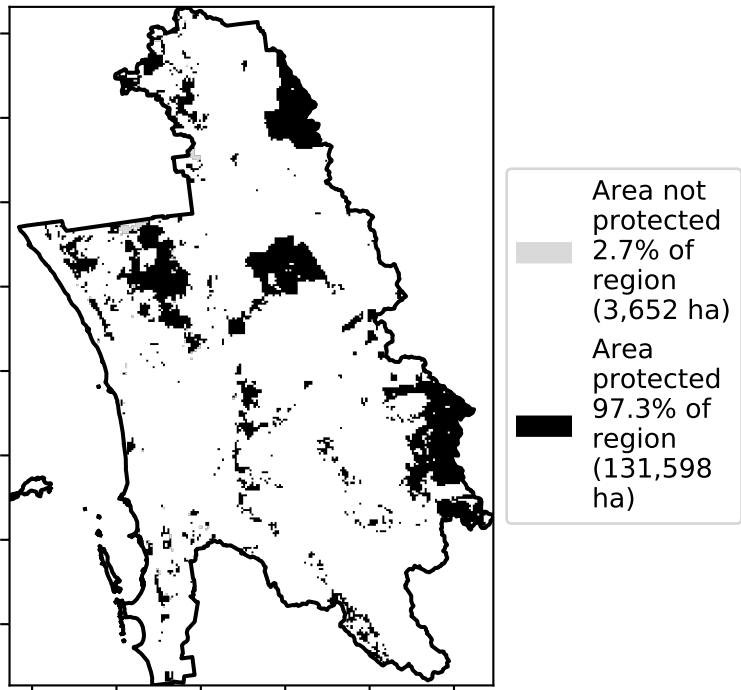 Area not
protected
2.7% of
region
(3,652 ha)
Area
protected
97.3% of
region
(131,598
ha)